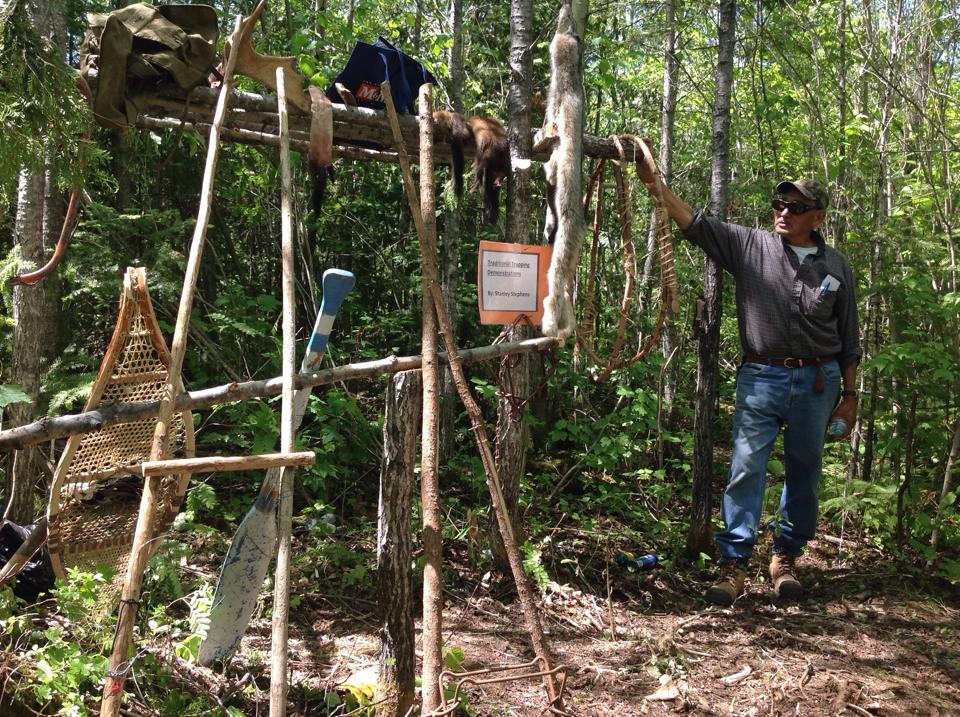 Traditional Trapping
Demonstrations
By: Stanley Stephens